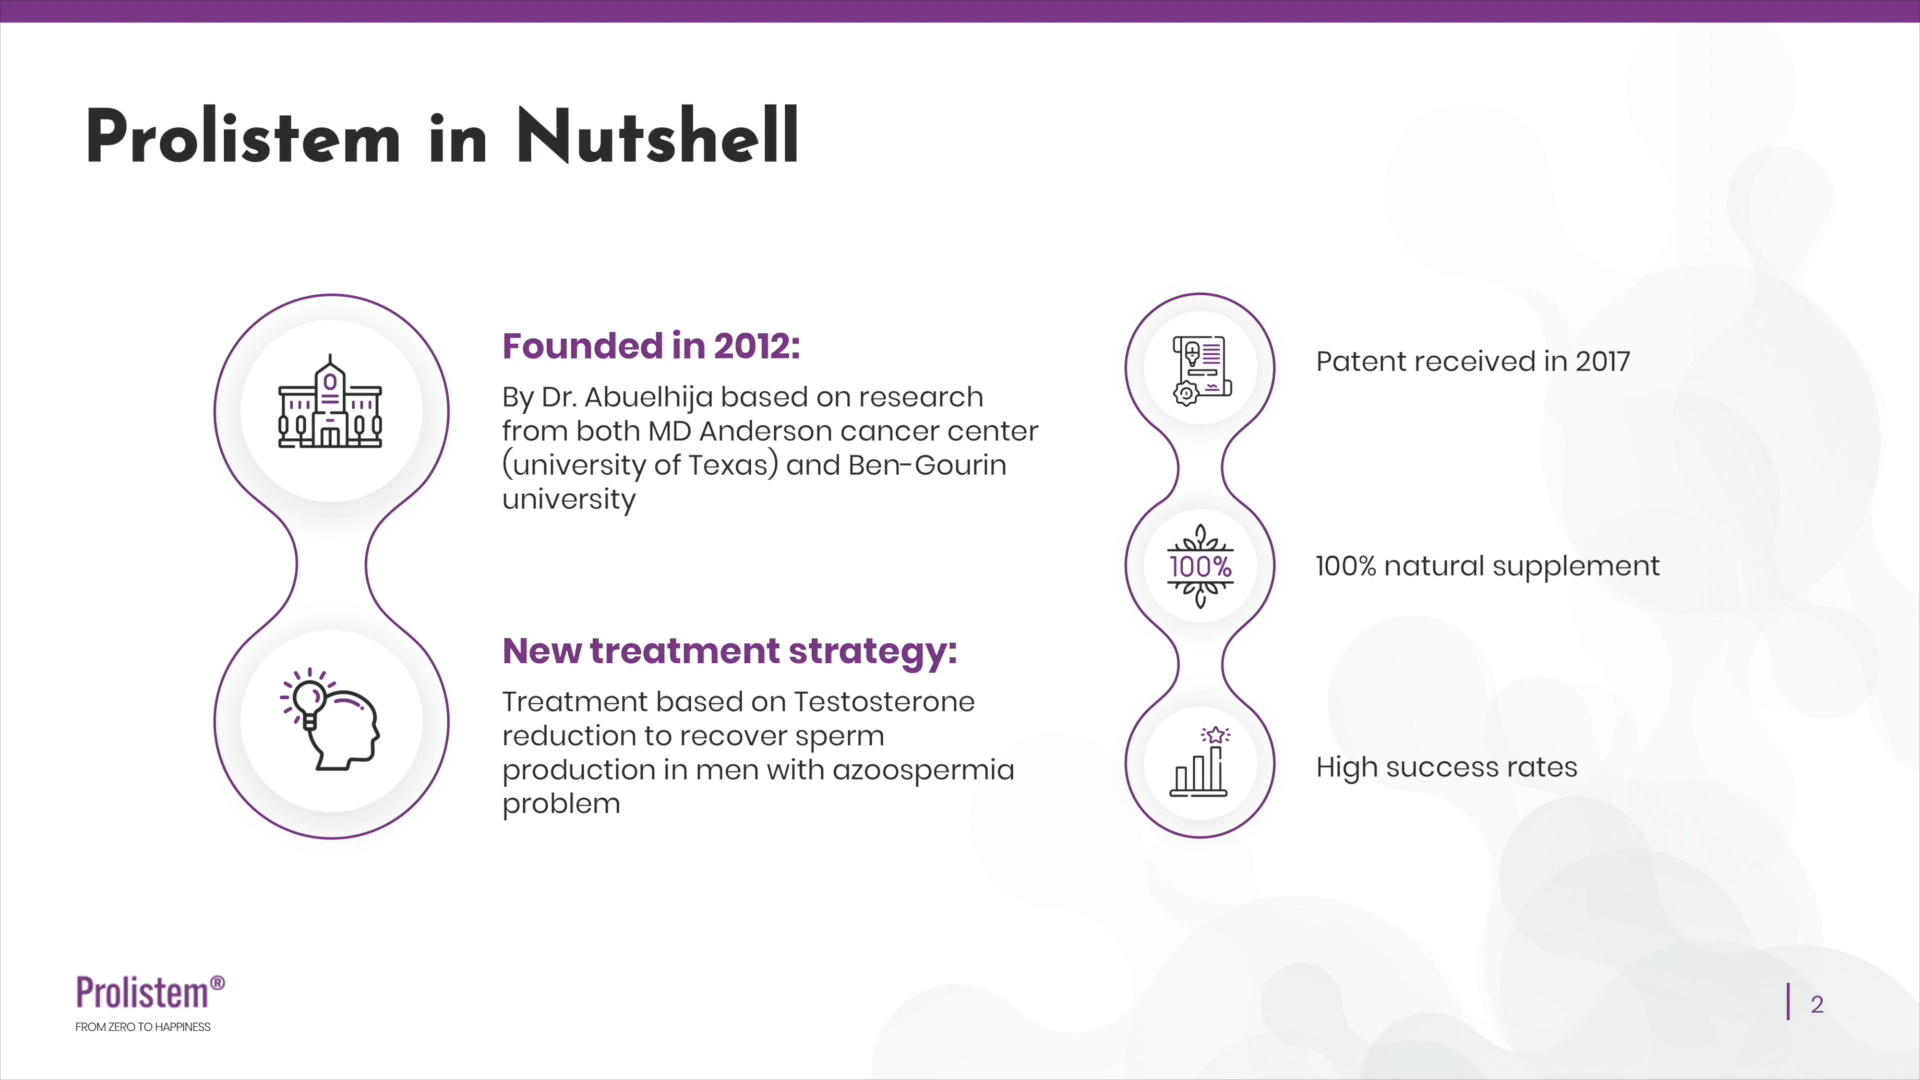 Prolistem in Nutshell
Founded in 2012:
By Dr. Abuelhija based on research
from both MD Anderson cancer center
(university of Texas) and Ben-Gourin
university
New treatment strategy:
Treatment based on Testosterone
reduction to recover sperm
production in men with azoospermia
problem
Patent received in 2017
100%
100% natural supplement
High success rates
Prolistem®
FROM ZERO TO HAPPINESS
2